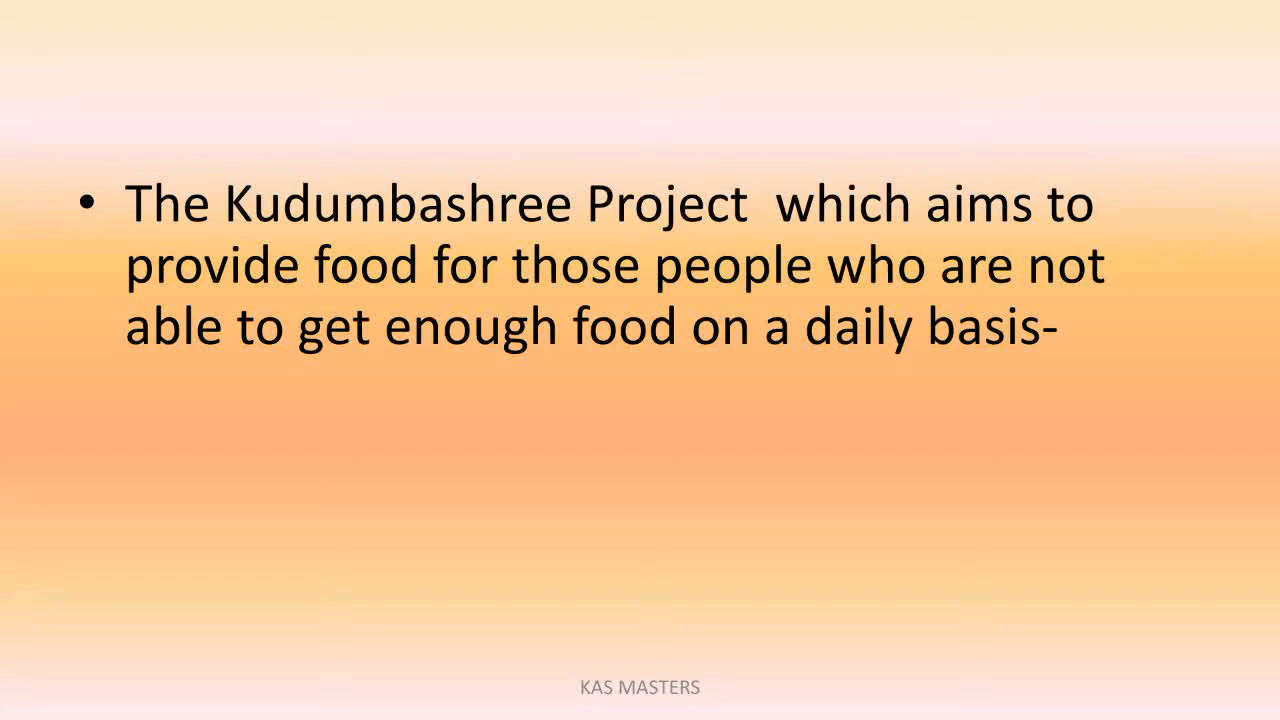 • The Kudumbashree Project  which aims to
provide food for those people who are not
able to get enough food on a daily basis-
KAS MASTERS